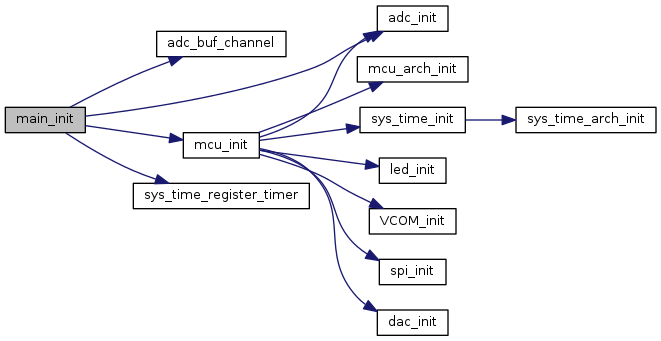 main_init
adc_buf_channel
mcu_init
sys_time_register_timer
adc_init
mcu_arch_init
sys_time_init
led_init
VCOM_init
spi_init
dac_init
sys_time_arch_init